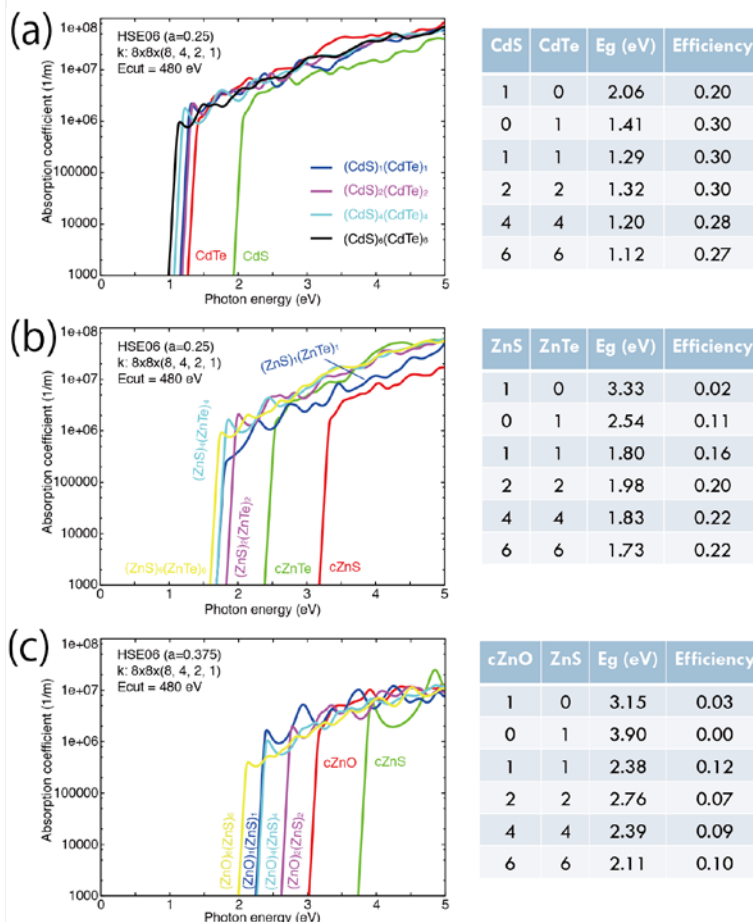 (a)
HSE06 (a=0.25)
k: 8x8x(8, 4, 2, 1)
Ecut = 480 eV
Absorption coefficient (1/m)
1e+08
1e+07
1e+06
100000
10000
1000
(CdS)₁(CdTe)₁
(CdS)₂(CdTe)₂
(CdS)₄(CdTe)₄
(CdS)₆(CdTe)₆
CdTe
CdS
0 1 2 3 4 5
Photon energy (eV)
CdS CdTe Eg (eV) Efficiency
1 0 2.06 0.20
0 1 1.41 0.30
1 1 1.29 0.30
2 2 1.32 0.30
4 4 1.20 0.28
6 6 1.12 0.27
(b)
HSE06 (a=0.25)
k: 8x8x(8, 4, 2, 1)
Ecut = 480 eV
Absorption coefficient (1/m)
1e+08
1e+07
1e+06
100000
10000
1000
(ZnS)₁(ZnTe)₁
(ZnS)₄(ZnTe)₄
(ZnS)₆(ZnTe)₆
(ZnS)₂(ZnTe)₂
cZnTe
cZnS
0 1 2 3 4 5
Photon energy (eV)
ZnS ZnTe Eg (eV) Efficiency
1 0 3.33 0.02
0 1 2.54 0.11
1 1 1.80 0.16
2 2 1.98 0.20
4 4 1.83 0.22
6 6 1.73 0.22
(c)
HSE06 (a=0.375)
k: 8x8x(8, 4, 2, 1)
Ecut = 480 eV
Absorption coefficient (1/m)
1e+08
1e+07
1e+06
100000
10000
1000
(ZnO)₆(ZnS)₆
(ZnO)₁(ZnS)₁
(ZnO)₄(ZnS)₄
(ZnO)₂(ZnS)₂
cZnO
cZnS
0 1 2 3 4 5
Photon energy (eV)
cZnO ZnS Eg (eV) Efficiency
1 0 3.15 0.03
0 1 3.90 0.00
1 1 2.38 0.12
2 2 2.76 0.07
4 4 2.39 0.09
6 6 2.11 0.10